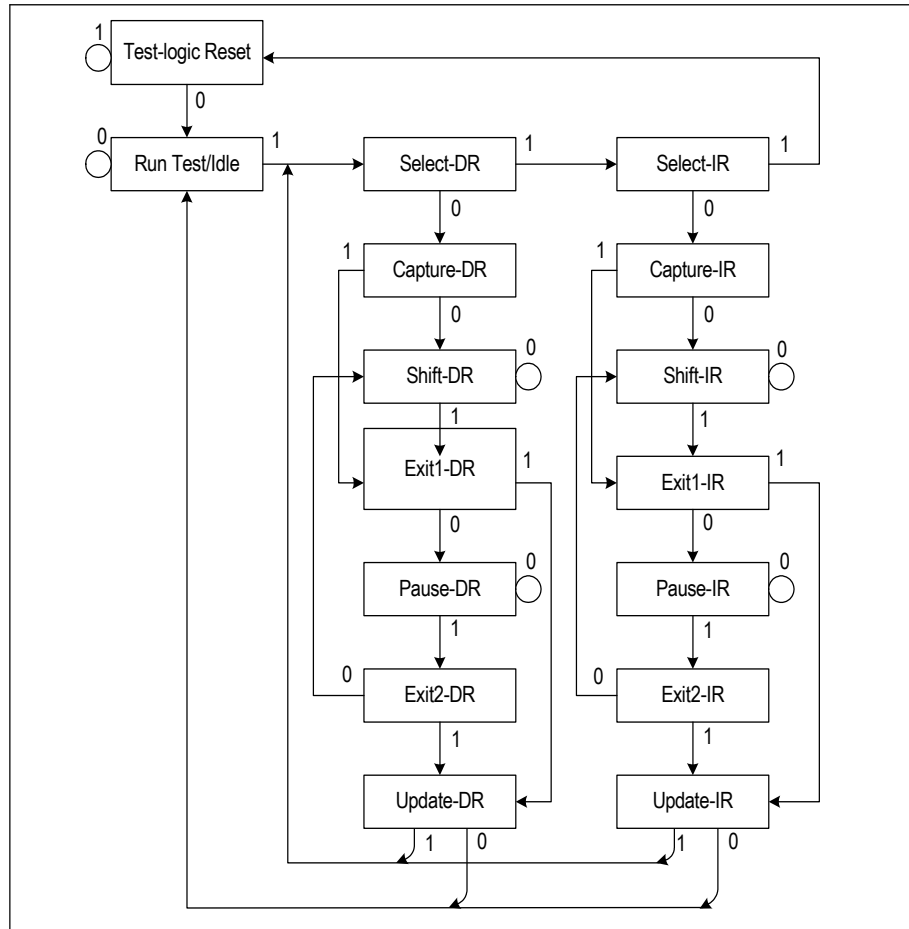 1
Test-logic Reset
0
0
Run Test/Idle
1
Select-DR
1
Select-IR
1
0
0
1
Capture-DR
1
Capture-IR
0
0
0
0
Shift-DR
Shift-IR
1
1
Exit1-DR
1
Exit1-IR
1
0
0
0
0
Pause-DR
Pause-IR
1
1
0
Exit2-DR
0
Exit2-IR
1
1
Update-DR
Update-IR
1
0
1
0